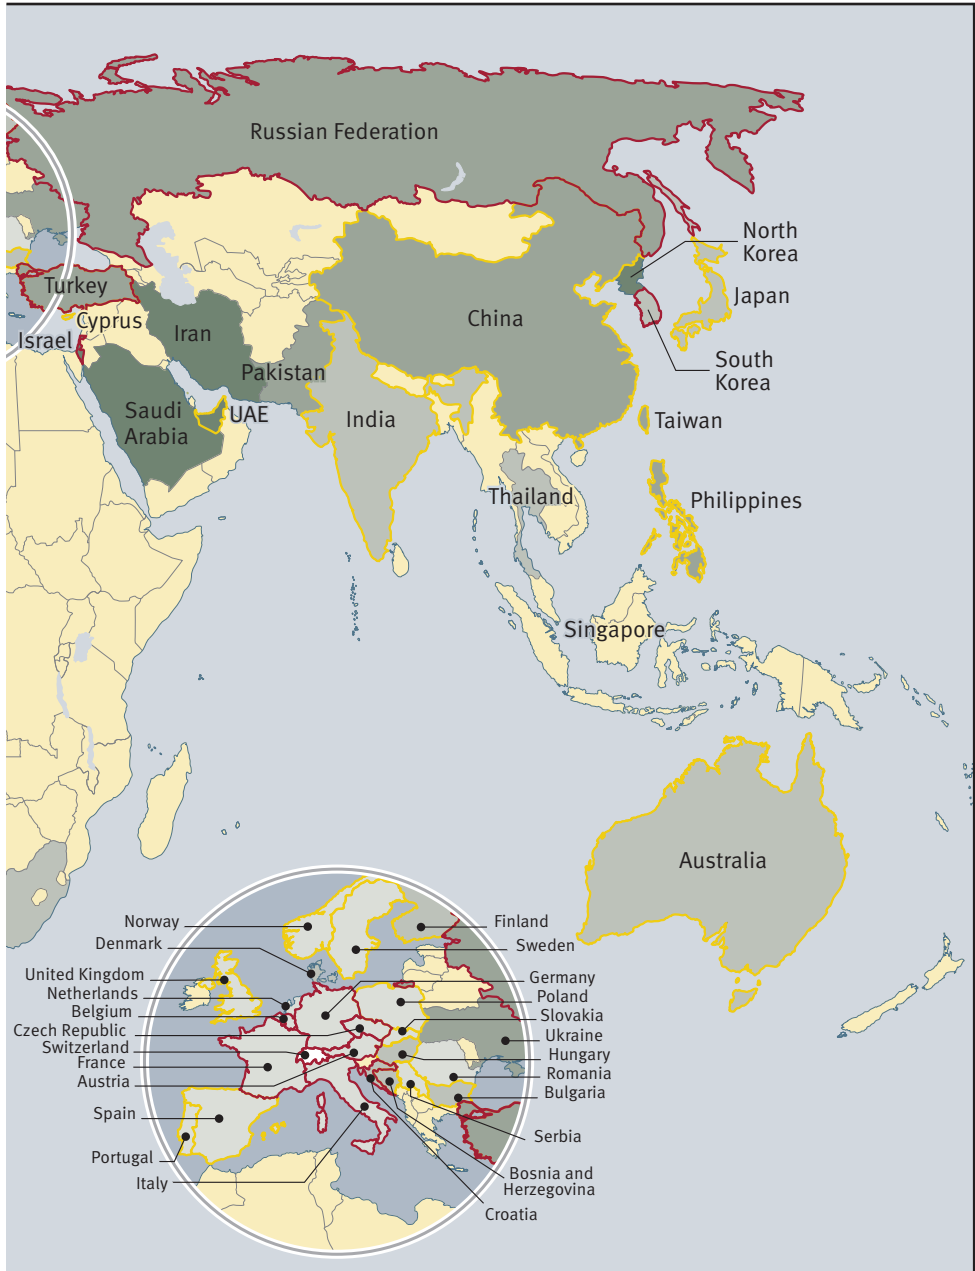 Russian Federation
North
Korea
Turkey
Japan
Cyprus
China
Israel
Iran
South
Korea
Pakistan
Saudi
Arabia
UAE
India
Taiwan
Thailand
Philippines
Singapore
Australia
Norway
Finland
Denmark
Sweden
United Kingdom
Germany
Netherlands
Poland
Belgium
Slovakia
Czech Republic
Ukraine
Switzerland
Hungary
France
Romania
Austria
Bulgaria
Spain
Serbia
Portugal
Bosnia and
Herzegovina
Italy
Croatia